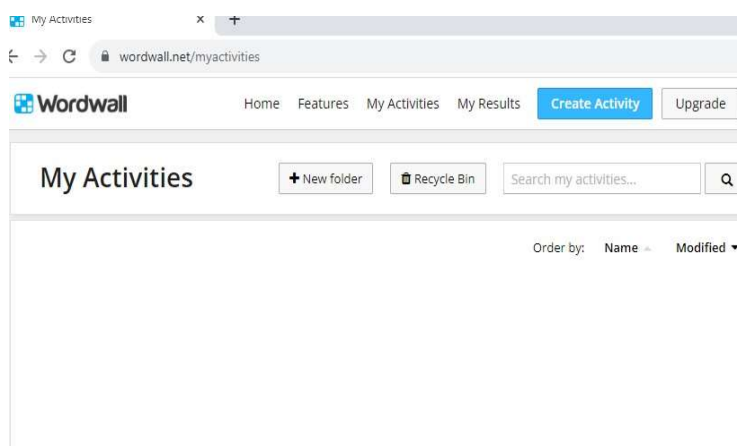 My Activities
wordwall.net/myactivities
Wordwall Home Features My Activities My Results Create Activity Upgrade
My Activities New folder Recycle Bin Search my activities...
Order by: Name Modified